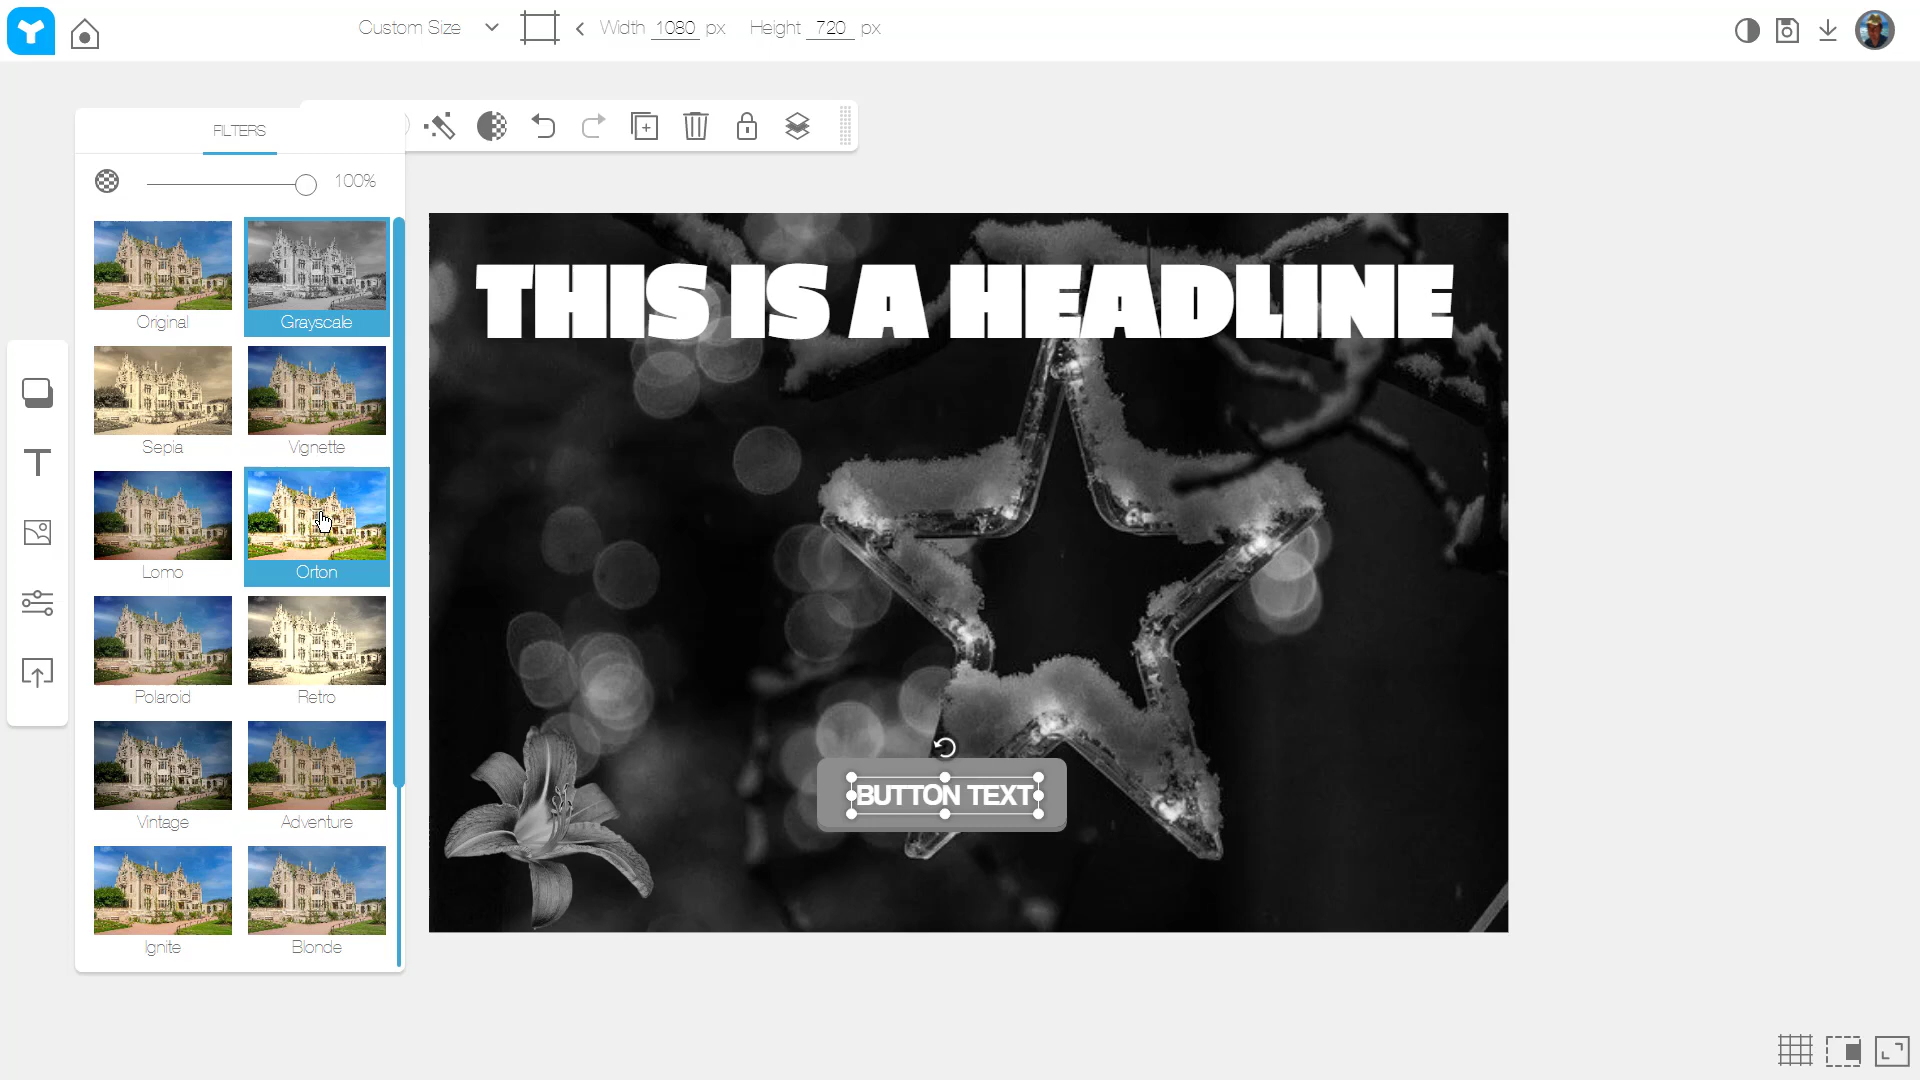 Custom Size
Width 1080 px
Height 720 px
FILTERS
100%
Original
Grayscale
Sepia
Vignette
Lomo
Orton
Polaroid
Retro
Vintage
Adventure
Ignite
Blonde
THIS IS A HEADLINE
BUTTON TEXT